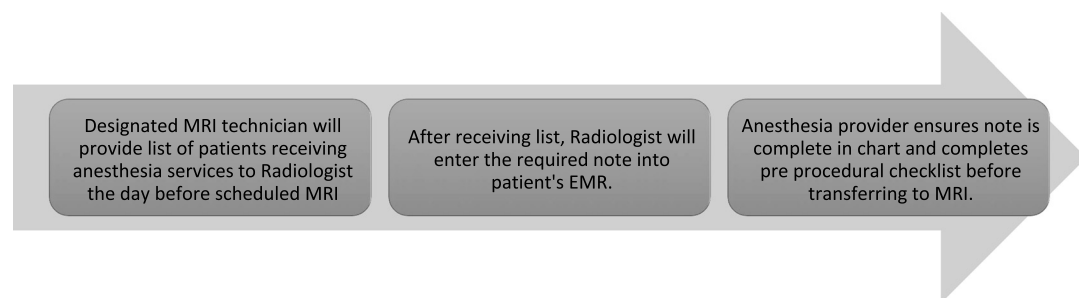 Designated MRI technician will
provide list of patients receiving
anesthesia services to Radiologist
the day before scheduled MRI
After receiving list, Radiologist will
enter the required note into
patient's EMR.
Anesthesia provider ensures note is
complete in chart and completes
pre procedural checklist before
transferring to MRI.